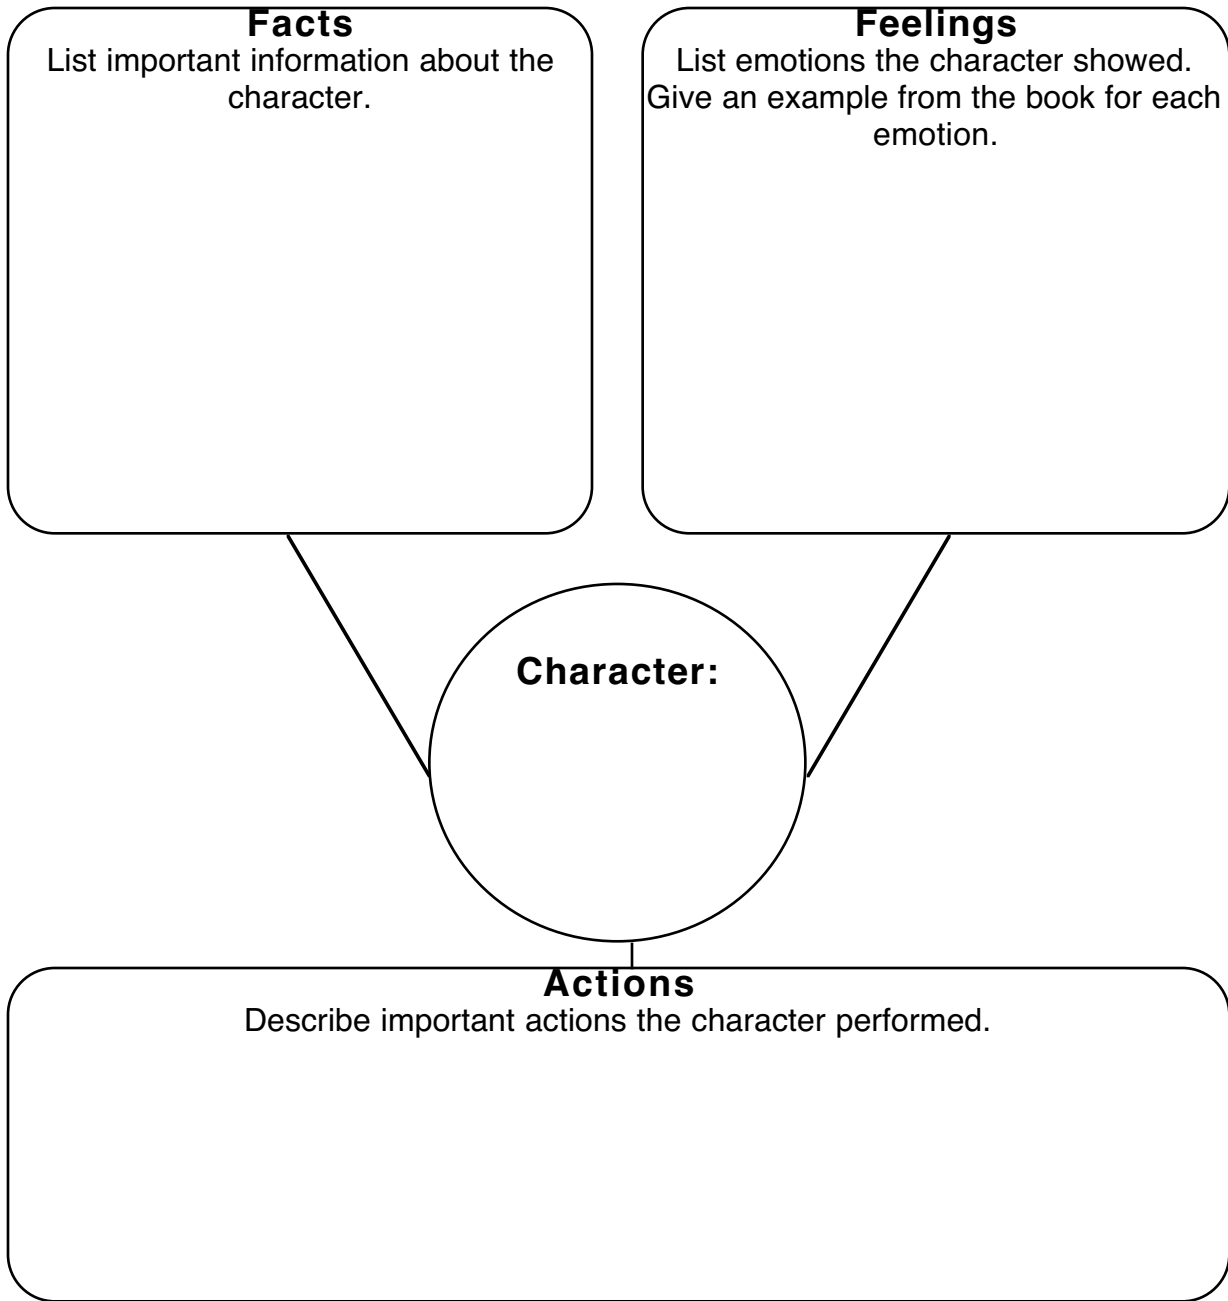 Facts
List important information about the
character.
Feelings
List emotions the character showed.
Give an example from the book for each
emotion.
Character:
Actions
Describe important actions the character performed.